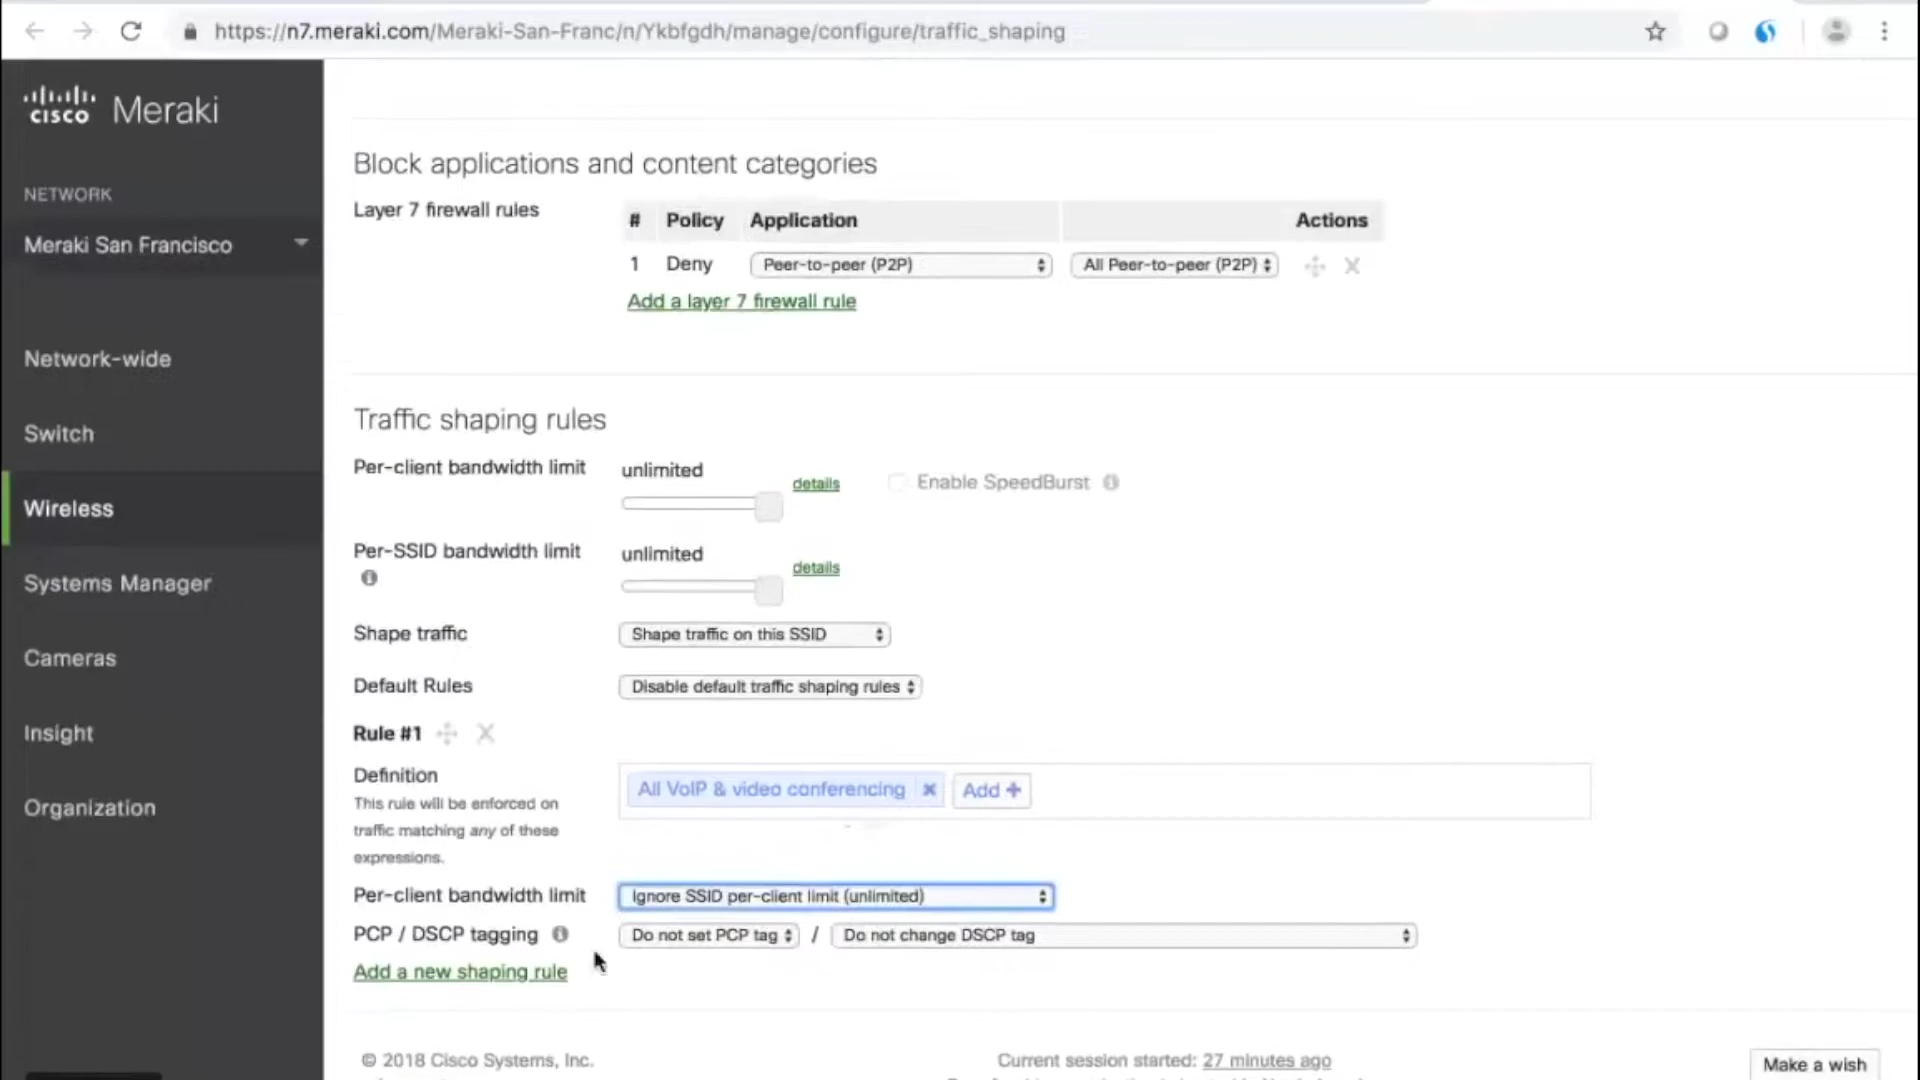 https://n7.meraki.com/Meraki-San-Franc/n/Ykbfgdh/manage/configure/traffic_shaping
CISCO Meraki
NETWORK
Meraki San Francisco
Network-wide
Switch
Wireless
Systems Manager
Cameras
Insight
Organization
Block applications and content categories
Layer 7 firewall rules
# Policy Application Actions
1 Deny Peer-to-peer (P2P) All Peer-to-peer (P2P)
Add a layer 7 firewall rule
Traffic shaping rules
Per-client bandwidth limit unlimited details Enable SpeedBurst
Per-SSID bandwidth limit unlimited details
Shape traffic Shape traffic on this SSID
Default Rules Disable default traffic shaping rules
Rule #1
Definition All VoIP & video conferencing Add +
This rule will be enforced on
traffic matching any of these
expressions.
Per-client bandwidth limit Ignore SSID per-client limit (unlimited)
PCP / DSCP tagging Do not set PCP tag / Do not change DSCP tag
Add a new shaping rule
© 2018 Cisco Systems, Inc. Current session started: 27 minutes ago Make a wish